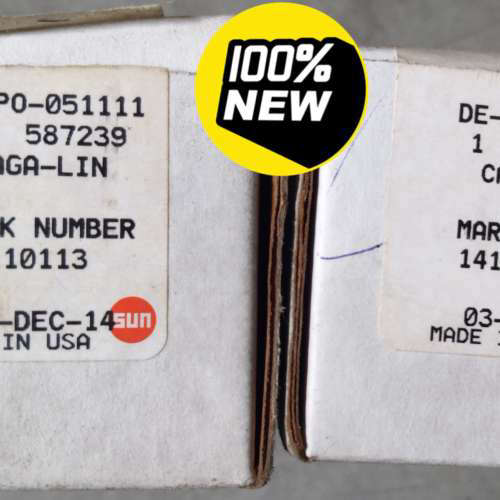 100%
NEW
PO-051111
587239
AGA-LIN
K NUMBER
10113
-DEC-14
sun
IN USA
DE-
1
CA
MAR
141
03-
MADE